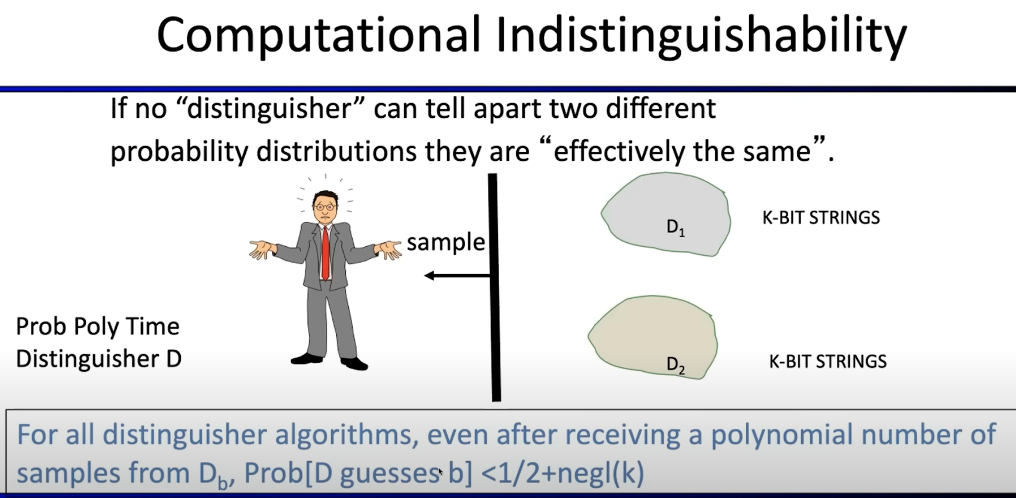 Computational Indistinguishability
If no “distinguisher” can tell apart two different
probability distributions they are “effectively the same”.
sample
D₁
K-BIT STRINGS
Prob Poly Time
Distinguisher D
D₂
K-BIT STRINGS
For all distinguisher algorithms, even after receiving a polynomial number of
samples from D_b, Prob[D guesses b] <1/2+negl(k)